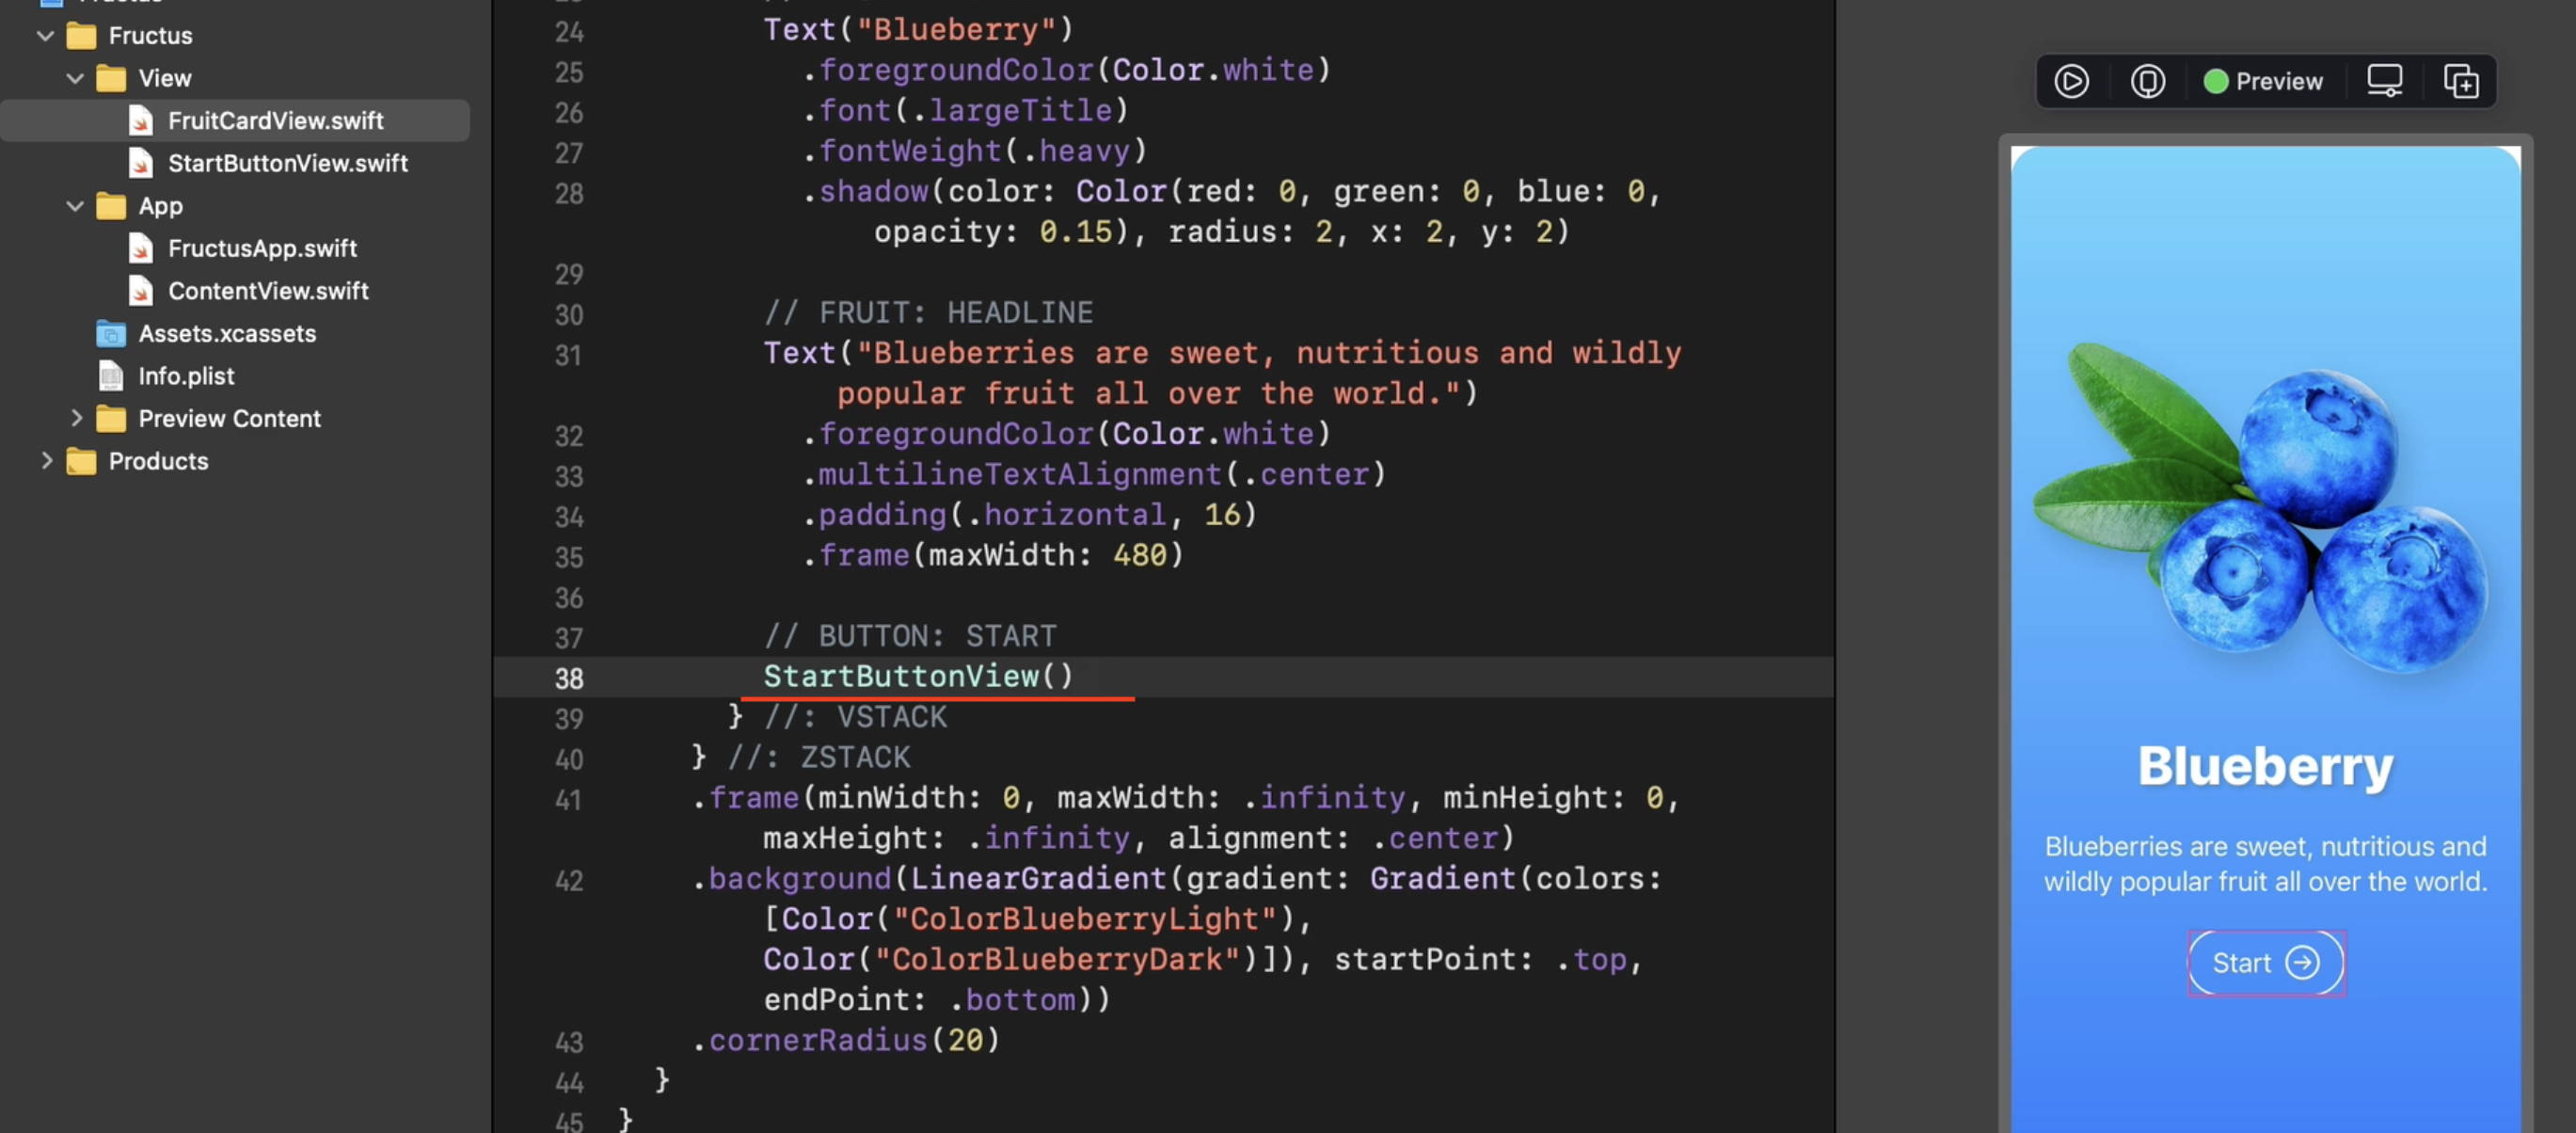 Fructus
Fructus
View
FruitCardView.swift
StartButtonView.swift
App
FructusApp.swift
ContentView.swift
Assets.xcassets
Info.plist
Preview Content
Products
24 Text("Blueberry")
25 .foregroundColor(Color.white)
26 .font(.largeTitle)
27 .fontWeight(.heavy)
28 .shadow(color: Color(red: 0, green: 0, blue: 0,
opacity: 0.15), radius: 2, x: 2, y: 2)
29
30 // FRUIT: HEADLINE
31 Text("Blueberries are sweet, nutritious and wildly
popular fruit all over the world.")
32 .foregroundColor(Color.white)
33 .multilineTextAlignment(.center)
34 .padding(.horizontal, 16)
35 .frame(maxWidth: 480)
36
37 // BUTTON: START
38 StartButtonView()
39 } //: VSTACK
40 } //: ZSTACK
41 .frame(minWidth: 0, maxWidth: .infinity, minHeight: 0,
maxHeight: .infinity, alignment: .center)
42 .background(LinearGradient(gradient: Gradient(colors:
[Color("ColorBlueberryLight"),
Color("ColorBlueberryDark")]), startPoint: .top,
endPoint: .bottom))
43 .cornerRadius(20)
44 }
45 }
Preview
Blueberry
Blueberries are sweet, nutritious and
wildly popular fruit all over the world.
Start